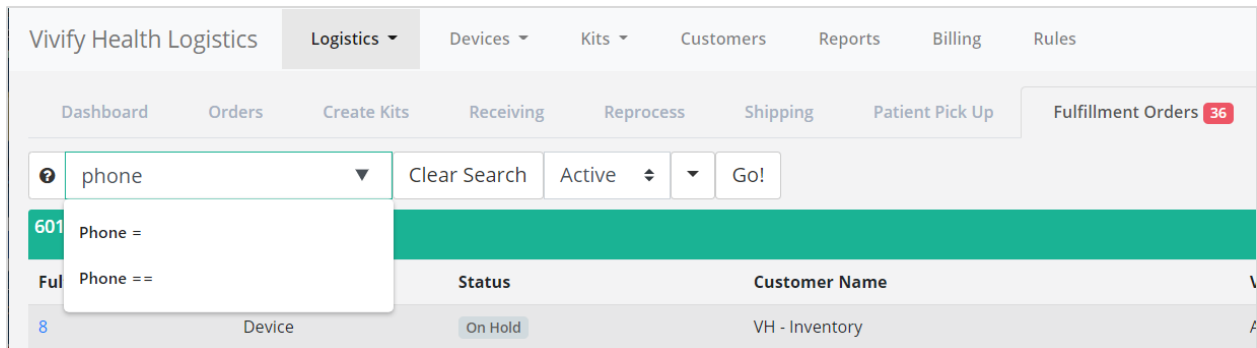 Vivify Health Logistics Logistics Devices Kits Customers Reports Billing Rules
Dashboard Orders Create Kits Receiving Reprocess Shipping Patient Pick Up Fulfillment Orders 36
? phone Clear Search Active Go!
601
Phone =
Phone ==
Ful Status Customer Name
8 Device On Hold VH - Inventory